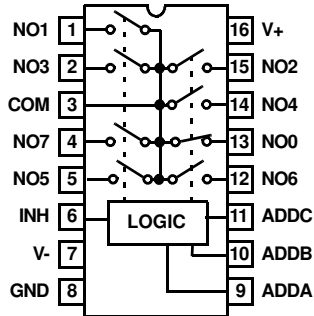 NO1 1 16 V+
NO3 2 15 NO2
COM 3 14 NO4
NO7 4 13 NO0
NO5 5 12 NO6
INH 6 LOGIC 11 ADDC
V- 7 10 ADDB
GND 8 9 ADDA